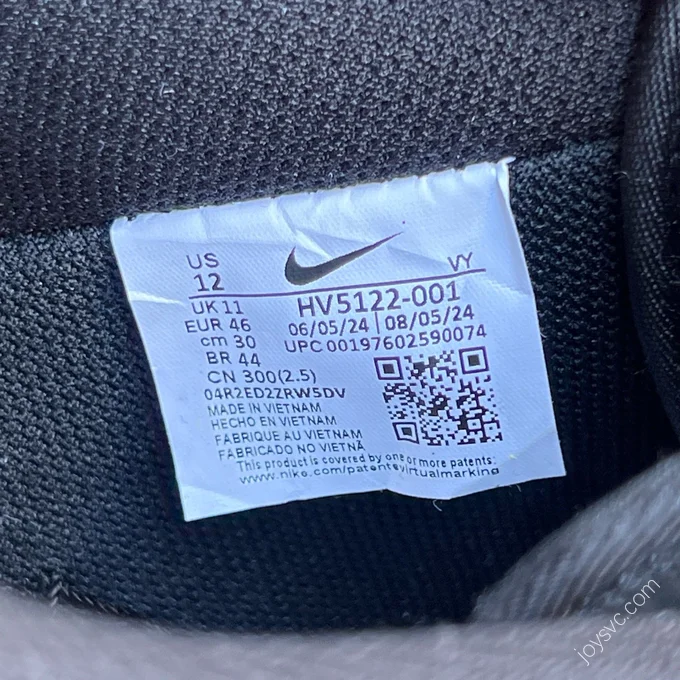 US VY
12
UK 11 HV5122-001
EUR 46 06/05/24 | 08/05/24
cm 30 UPC 00197602590074
BR 44
CN 300(2.5)
04R2ED2ZRW5DV
MADE IN VIETNAM
HECHO EN VIETNAM
FABRIQUE AU VIETNAM
FABRICADO NO VIETNÃ
This product is covered by one or more patents:
www.nike.com/patentsvirtualmarking
joysvc.com